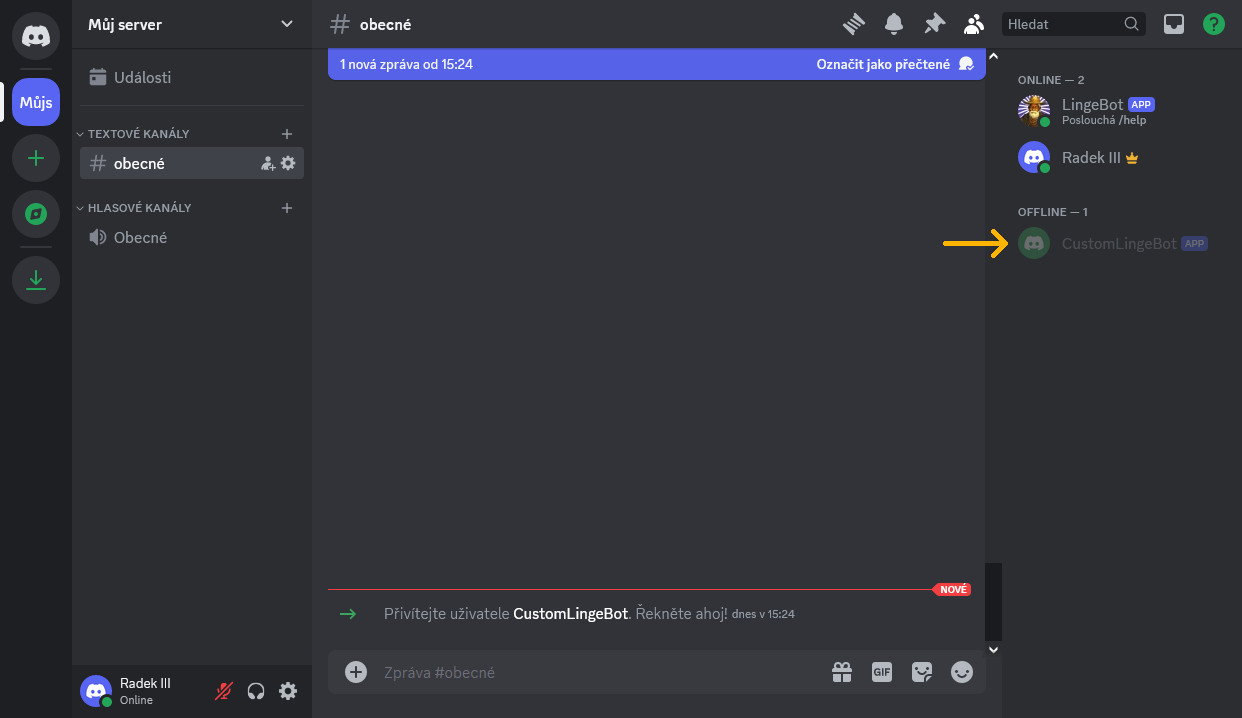 Můj server
obecné
Hledat
?
Můjs
Události
TEXTOVÉ KANÁLY
obecné
HLASOVÉ KANÁLY
Obecné
1 nová zpráva od 15:24
Označit jako přečtené
ONLINE — 2
LingeBot APP
Poslouchá /help
Radek III
OFFLINE — 1
CustomLingeBot APP
NOVÉ
Přivítejte uživatele CustomLingeBot. Řekněte ahoj! dnes v 15:24
Zpráva #obecné
GIF
Radek III
Online